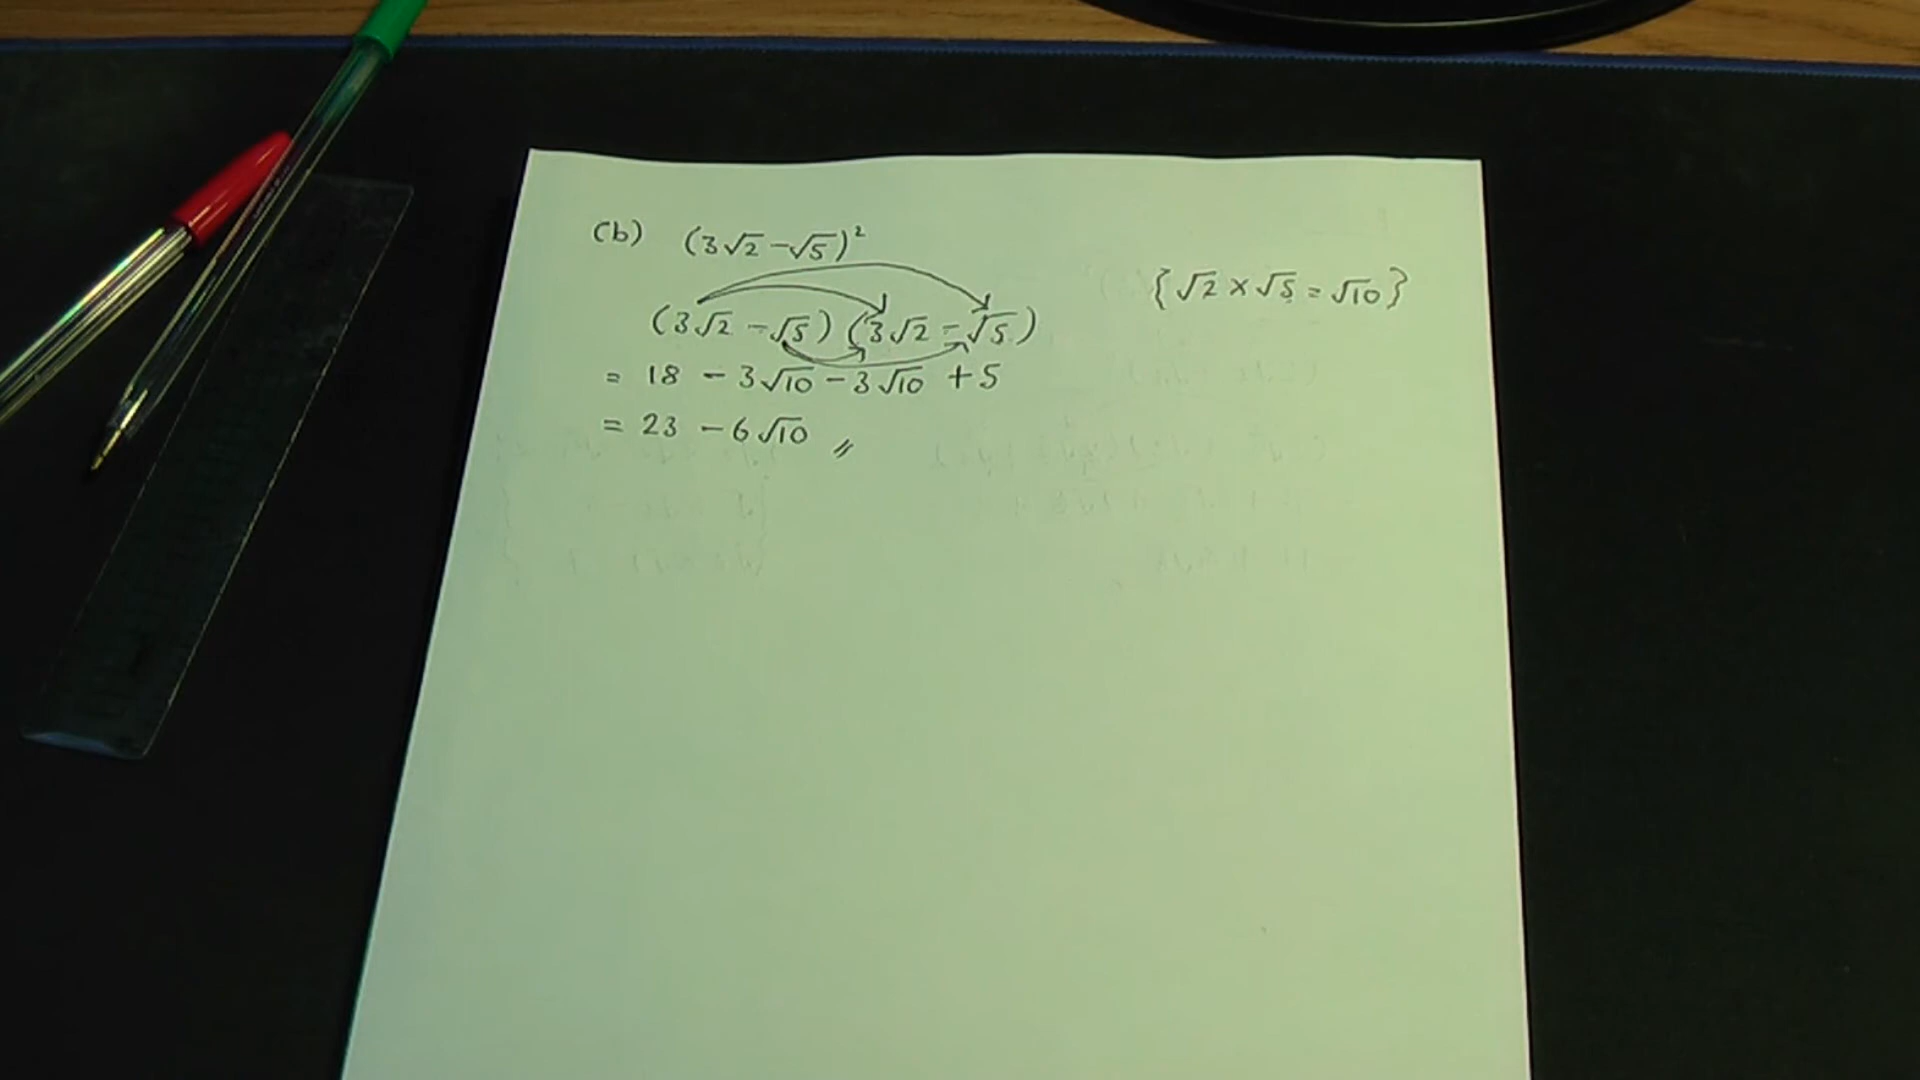 (b) (3√2 - √5)²
{√2 × √5 = √10}
(3√2 - √5) (3√2 - √5)
= 18 - 3√10 - 3√10 + 5
= 23 - 6√10 //